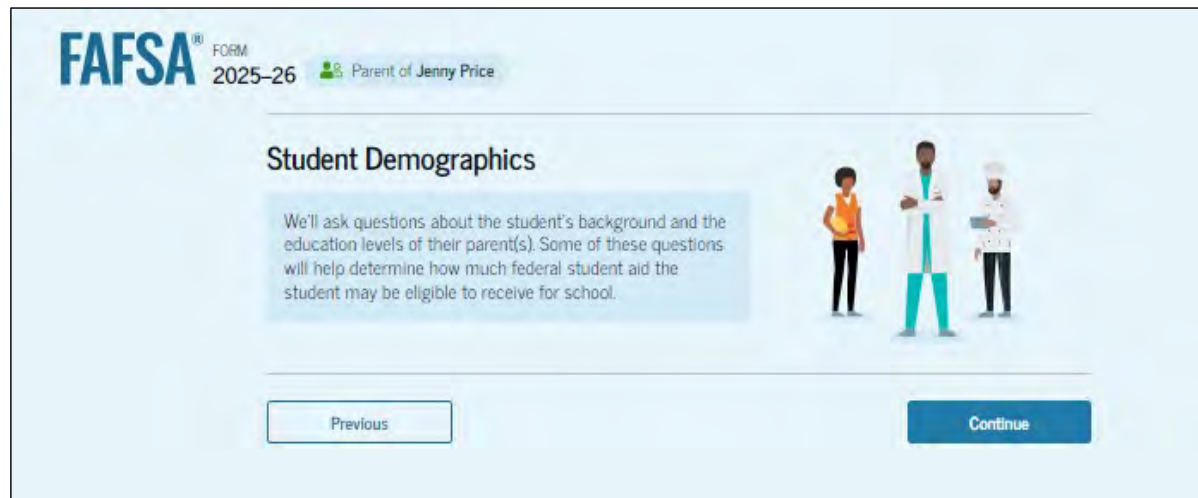 FAFSA® FORM
2025–26
Parent of Jenny Price
Student Demographics
We'll ask questions about the student's background and the
education levels of their parent(s). Some of these questions
will help determine how much federal student aid the
student may be eligible to receive for school.
Previous
Continue